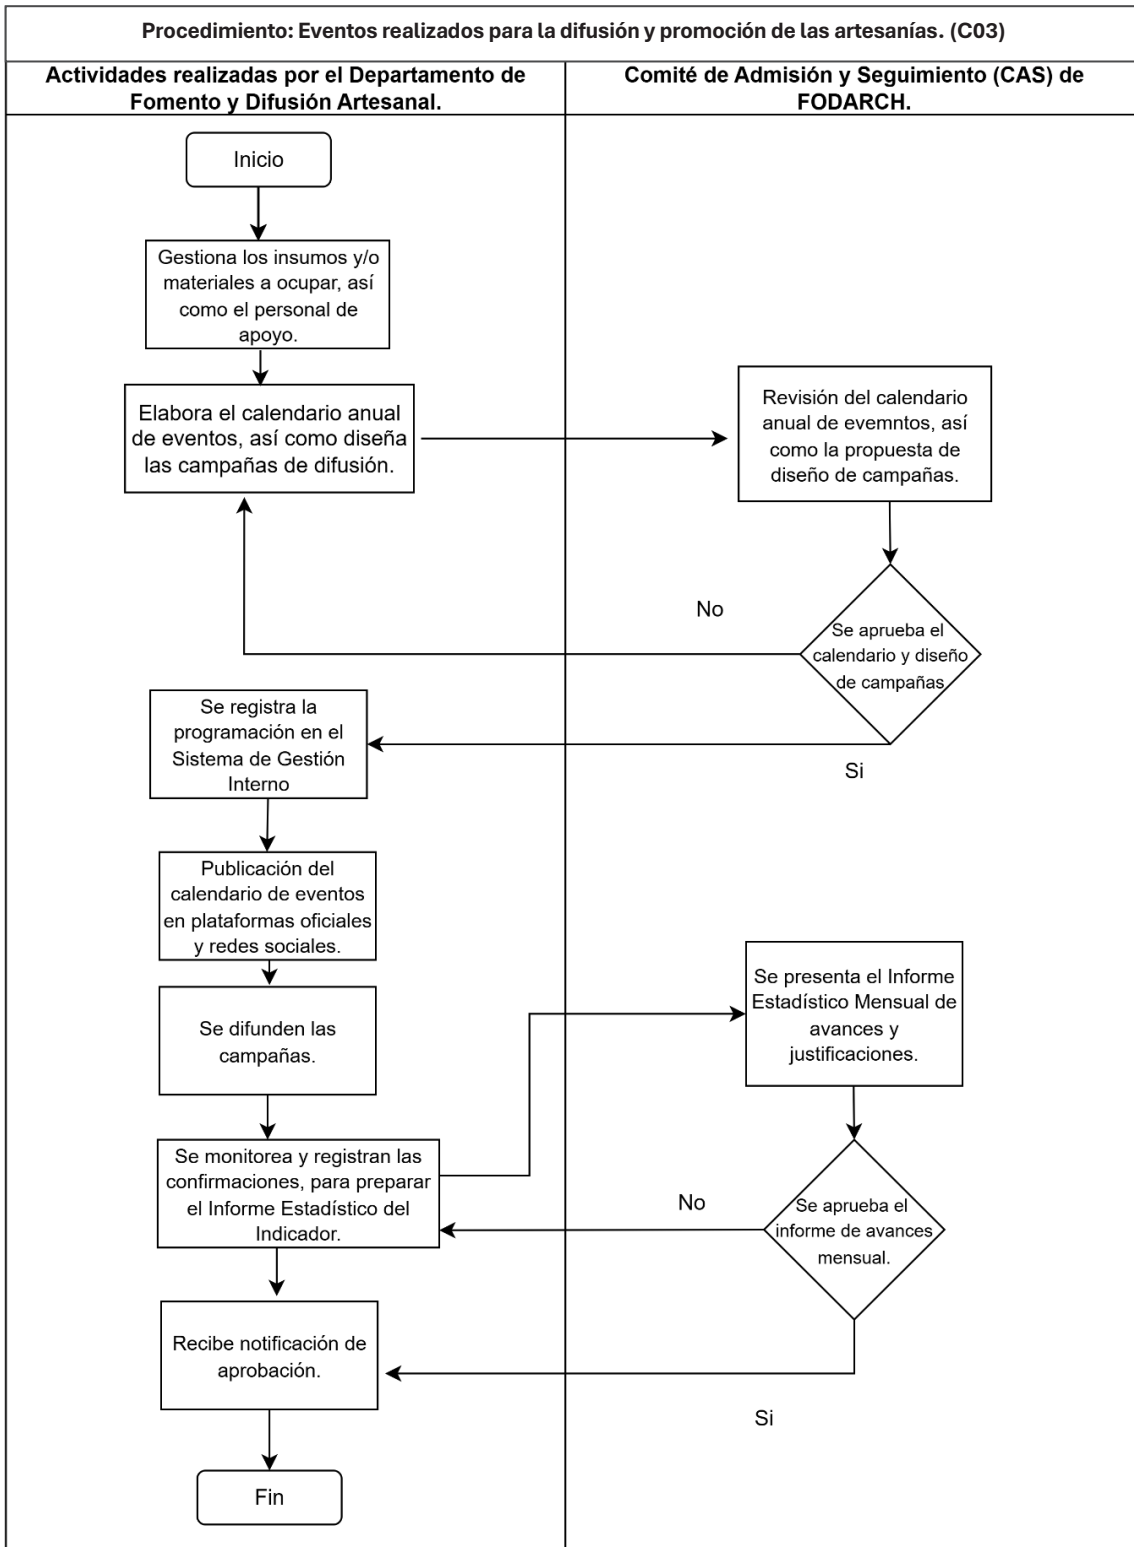 Procedimiento: Eventos realizados para la difusión y promoción de las artesanías. (C03)
Actividades realizadas por el Departamento de
Fomento y Difusión Artesanal.
Comité de Admisión y Seguimiento (CAS) de
FODARCH.
Inicio
Gestiona los insumos y/o
materiales a ocupar, así
como el personal de
apoyo.
Elabora el calendario anual
de eventos, así como diseña
las campañas de difusión.
Revisión del calendario
anual de evemntos, así
como la propuesta de
diseño de campañas.
No
Se aprueba el
calendario y diseño
de campañas
Si
Se registra la
programación en el
Sistema de Gestión
Interno
Publicación del
calendario de eventos
en plataformas oficiales
y redes sociales.
Se difunden las
campañas.
Se monitorea y registran las
confirmaciones, para preparar
el Informe Estadístico del
Indicador.
Se presenta el Informe
Estadístico Mensual de
avances y
justificaciones.
No
Se aprueba el
informe de avances
mensual.
Si
Recibe notificación de
aprobación.
Fin